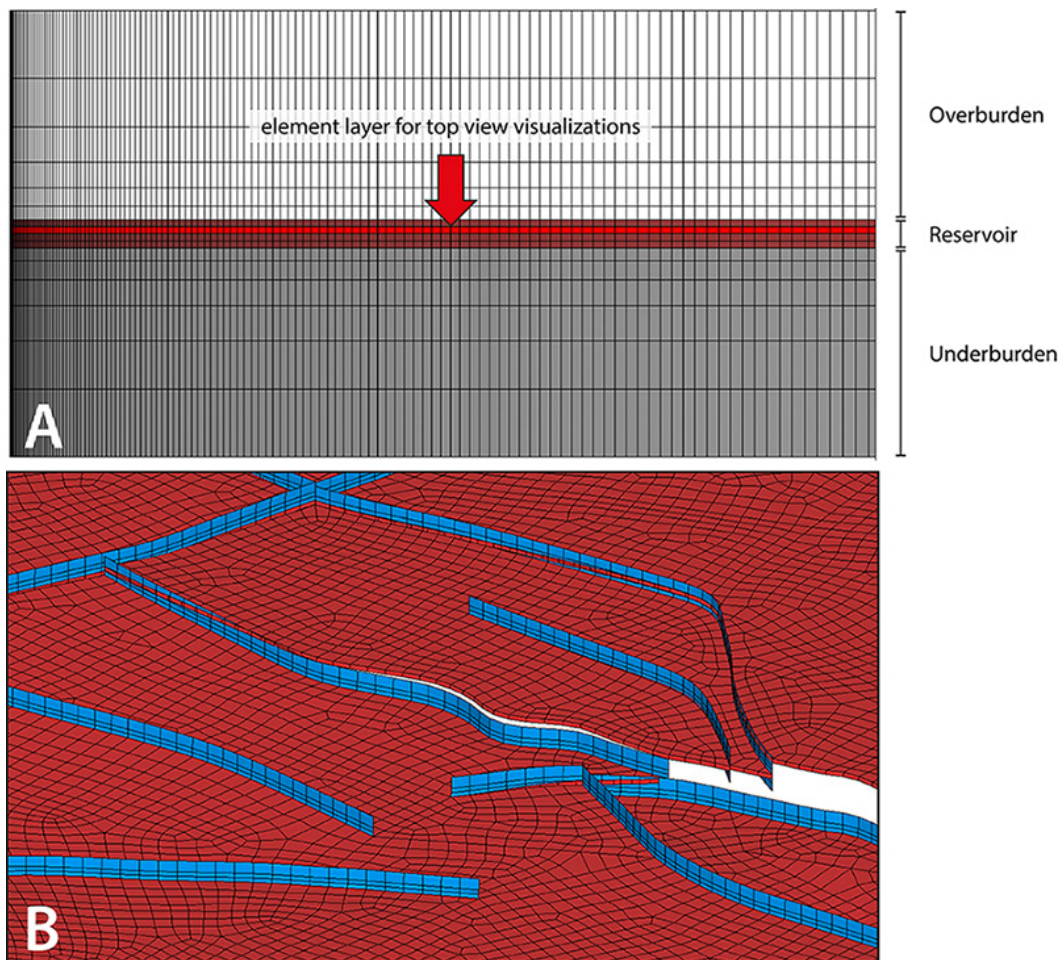 Overburden
element layer for top view visualizations
Reservoir
Underburden
A
B